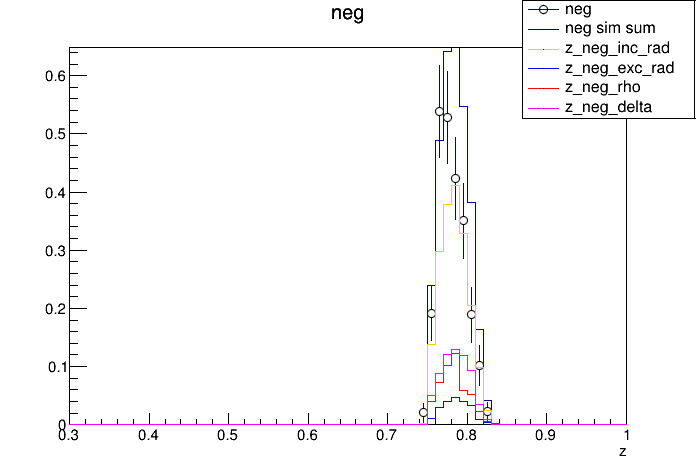 neg
neg
neg sim sum
z_neg_inc_rad
z_neg_exc_rad
z_neg_rho
z_neg_delta
0.6
0.5
0.4
0.3
0.2
0.1
0
0.3 0.4 0.5 0.6 0.7 0.8 0.9 1
z